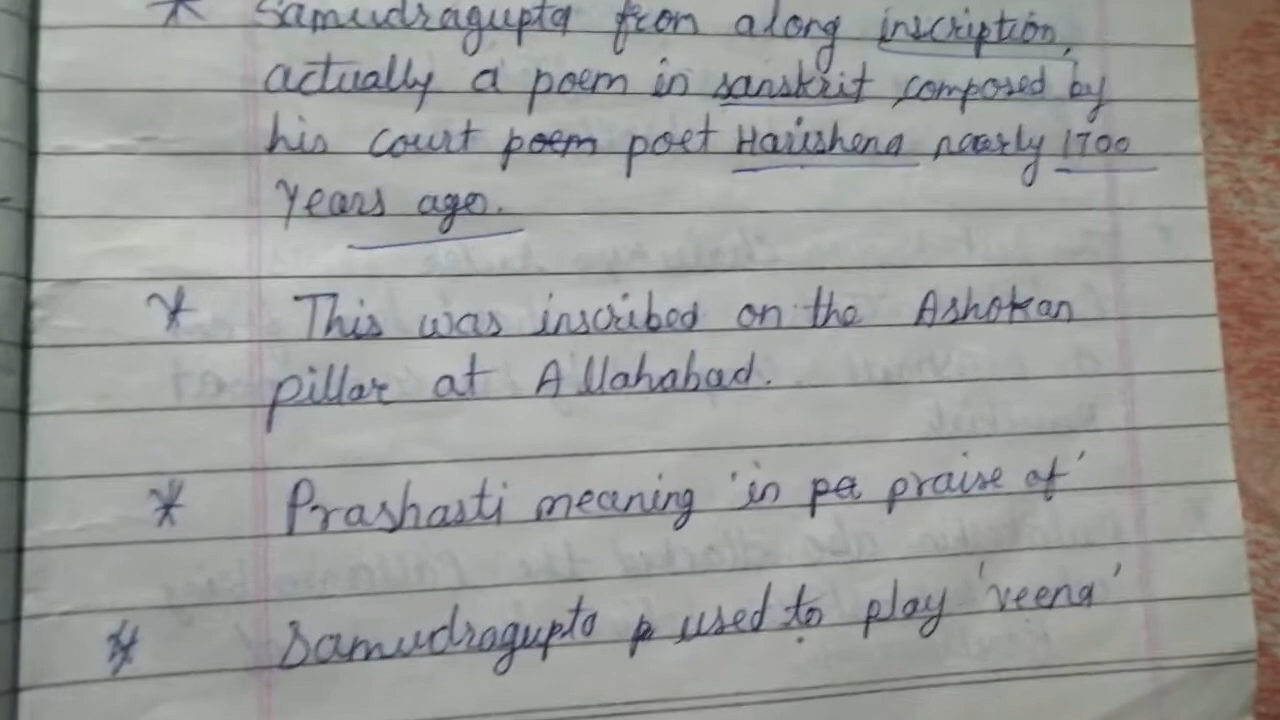 * Samudragupta from along inscription,
actually a poem in sanskrit composed by
his court poem poet Harishena nearly 1700
years ago.
* This was inscribed on the Ashokan
pillar at Allahabad.
* Prashasti meaning 'in pa praise of'
* Samudragupta p used to play 'veena'